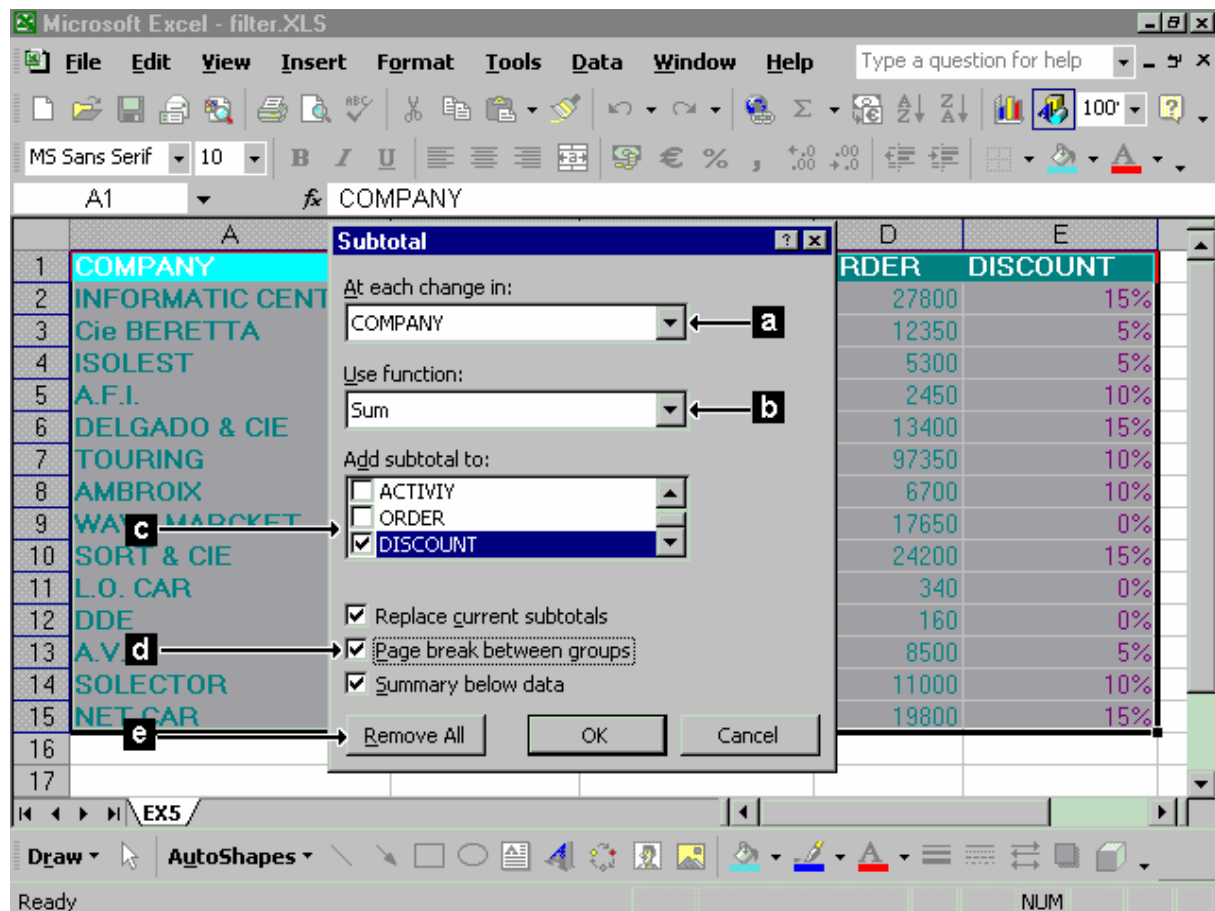 Microsoft Excel - filter.XLS
File Edit View Insert Format Tools Data Window Help Type a question for help
100
MS Sans Serif 10 B I U € % ,
A1 fx COMPANY
A D E
1 COMPANY RDER DISCOUNT
2 INFORMATIC CENT 27800 15%
3 Cie BERETTA 12350 5%
4 ISOLEST 5300 5%
5 A.F.I. 2450 10%
6 DELGADO & CIE 13400 15%
7 TOURING 97350 10%
8 AMBROIX 6700 10%
9 WA MARCKET 17650 0%
10 SORT & CIE 24200 15%
11 L.O. CAR 340 0%
12 DDE 160 0%
13 A.V. 8500 5%
14 SOLECTOR 11000 10%
15 NET CAR 19800 15%
16
17
Subtotal
At each change in:
COMPANY a
Use function:
Sum b
Add subtotal to:
ACTIVIY
ORDER
c DISCOUNT
Replace current subtotals
d Page break between groups
Summary below data
e Remove All OK Cancel
EX5
Draw AutoShapes
Ready NUM